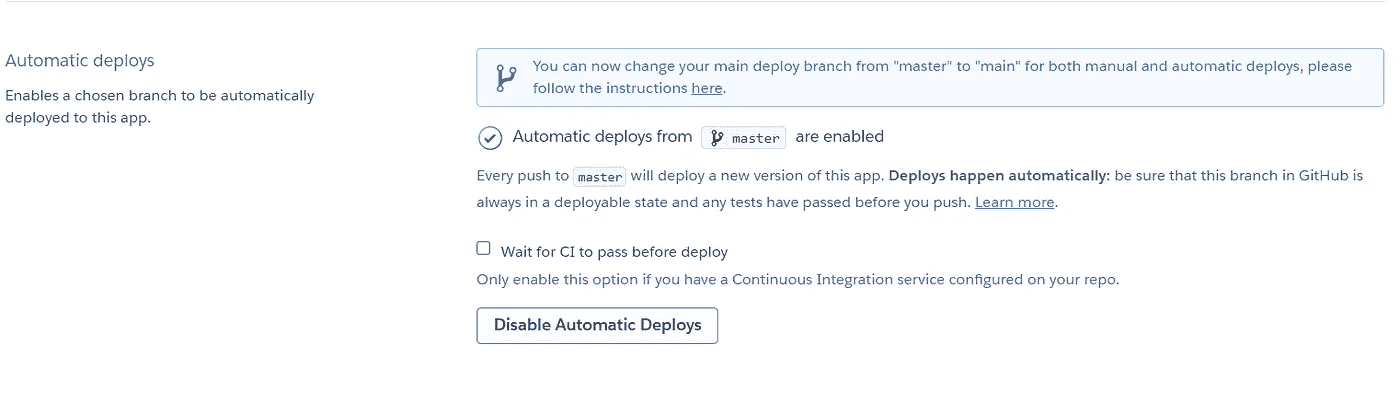 Automatic deploys
Enables a chosen branch to be automatically
deployed to this app.
You can now change your main deploy branch from "master" to "main" for both manual and automatic deploys, please
follow the instructions here.
Automatic deploys from master are enabled
Every push to master will deploy a new version of this app. Deploys happen automatically: be sure that this branch in GitHub is
always in a deployable state and any tests have passed before you push. Learn more.
Wait for CI to pass before deploy
Only enable this option if you have a Continuous Integration service configured on your repo.
Disable Automatic Deploys